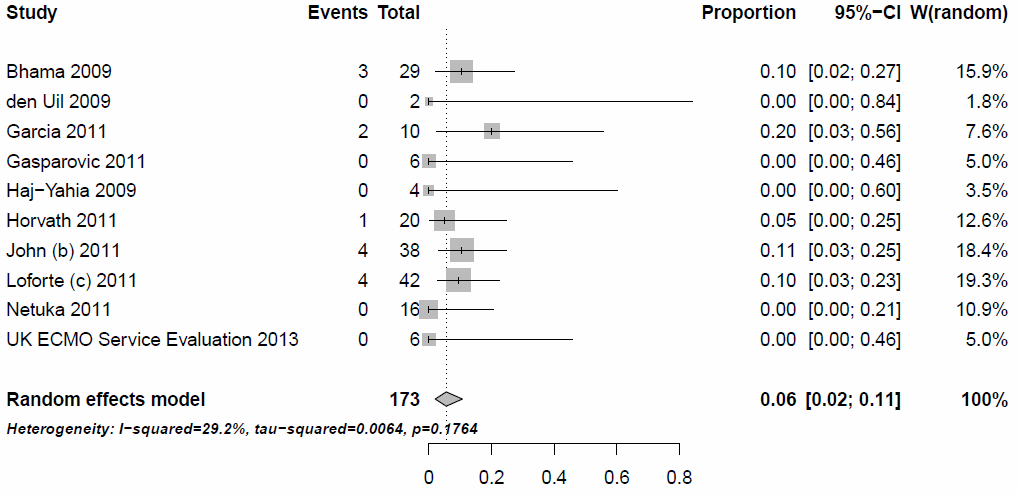 Study Events Total Proportion 95%−CI W(random)
Bhama 2009 3 29 0.10 [0.02; 0.27] 15.9%
den Uil 2009 0 2 0.00 [0.00; 0.84] 1.8%
Garcia 2011 2 10 0.20 [0.03; 0.56] 7.6%
Gasparovic 2011 0 6 0.00 [0.00; 0.46] 5.0%
Haj−Yahia 2009 0 4 0.00 [0.00; 0.60] 3.5%
Horvath 2011 1 20 0.05 [0.00; 0.25] 12.6%
John (b) 2011 4 38 0.11 [0.03; 0.25] 18.4%
Loforte (c) 2011 4 42 0.10 [0.03; 0.23] 19.3%
Netuka 2011 0 16 0.00 [0.00; 0.21] 10.9%
UK ECMO Service Evaluation 2013 0 6 0.00 [0.00; 0.46] 5.0%
Random effects model 173 0.06 [0.02; 0.11] 100%
Heterogeneity: I−squared=29.2%, tau−squared=0.0064, p=0.1764
0 0.2 0.4 0.6 0.8